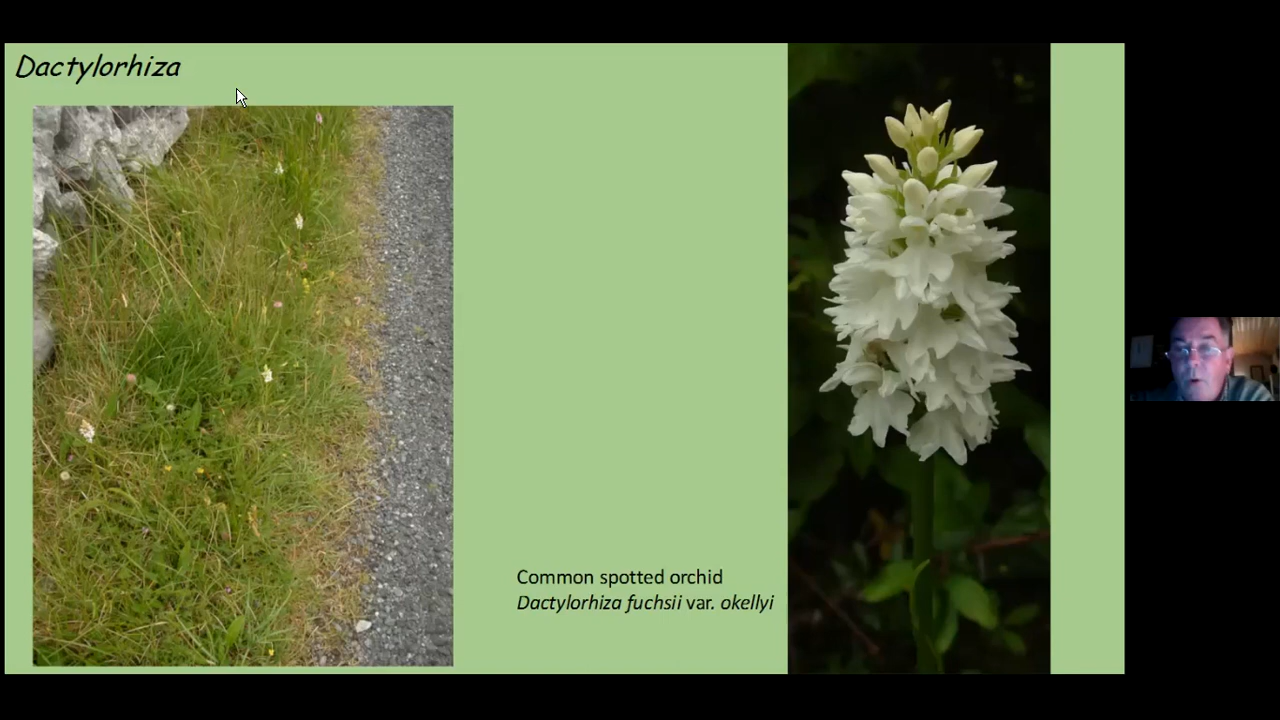 Dactylorhiza
Common spotted orchid
Dactylorhiza fuchsii var. okellyi